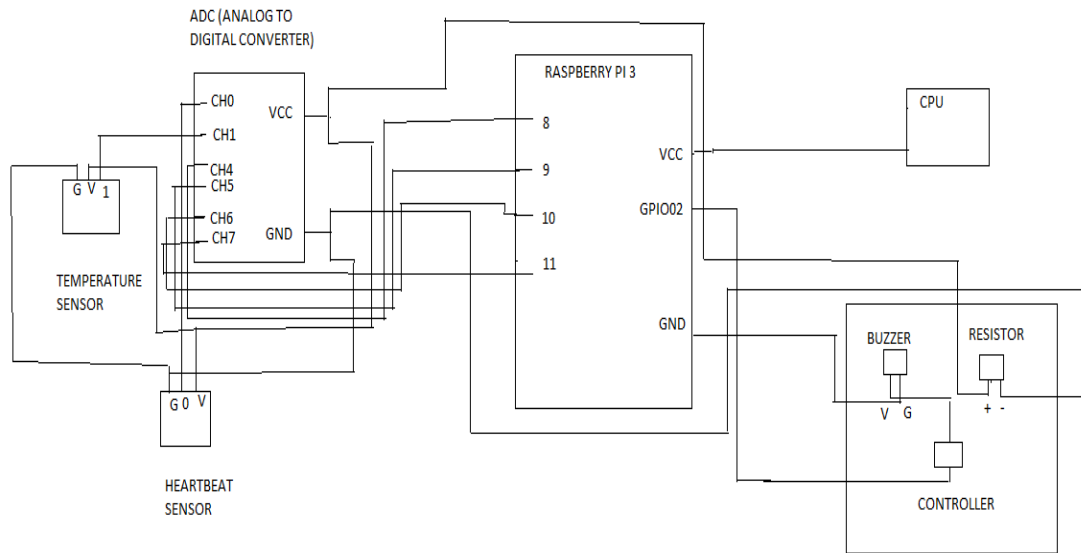 ADC (ANALOG TO
DIGITAL CONVERTER)
CH0
CH1
CH4
CH5
CH6
CH7
VCC
GND
G V 1
TEMPERATURE
SENSOR
G 0 V
HEARTBEAT
SENSOR
RASPBERRY PI 3
8
9
10
11
VCC
GPIO02
GND
CPU
BUZZER
V G
RESISTOR
+ -
CONTROLLER